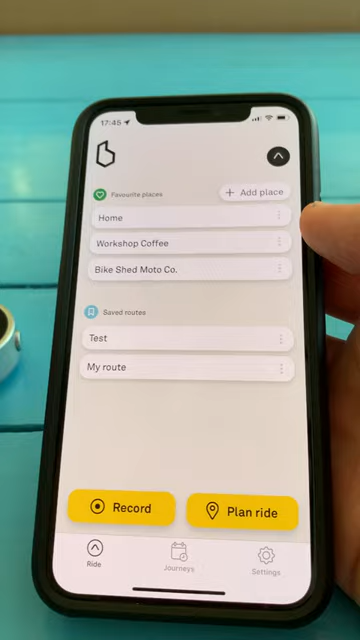 17:45
Favourite places
+ Add place
Home
Workshop Coffee
Bike Shed Moto Co.
Saved routes
Test
My route
Record
Plan ride
Ride
Journeys
Settings